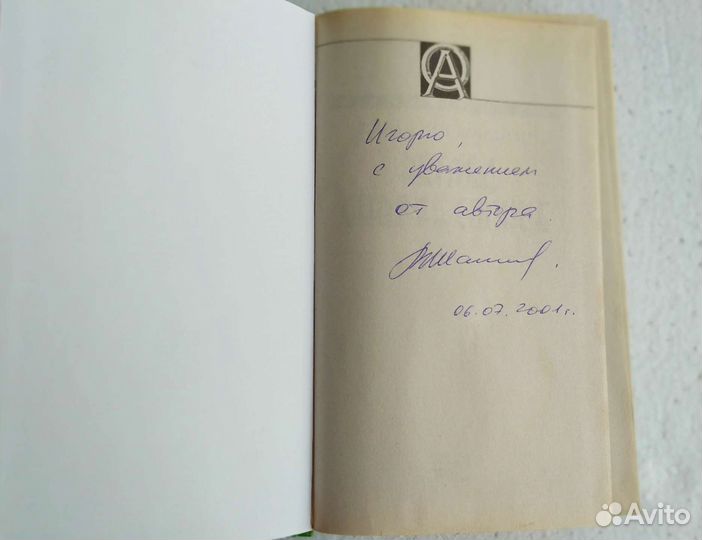 Игорю,
с уважением
от автора.
06.07.2001г.
Avito